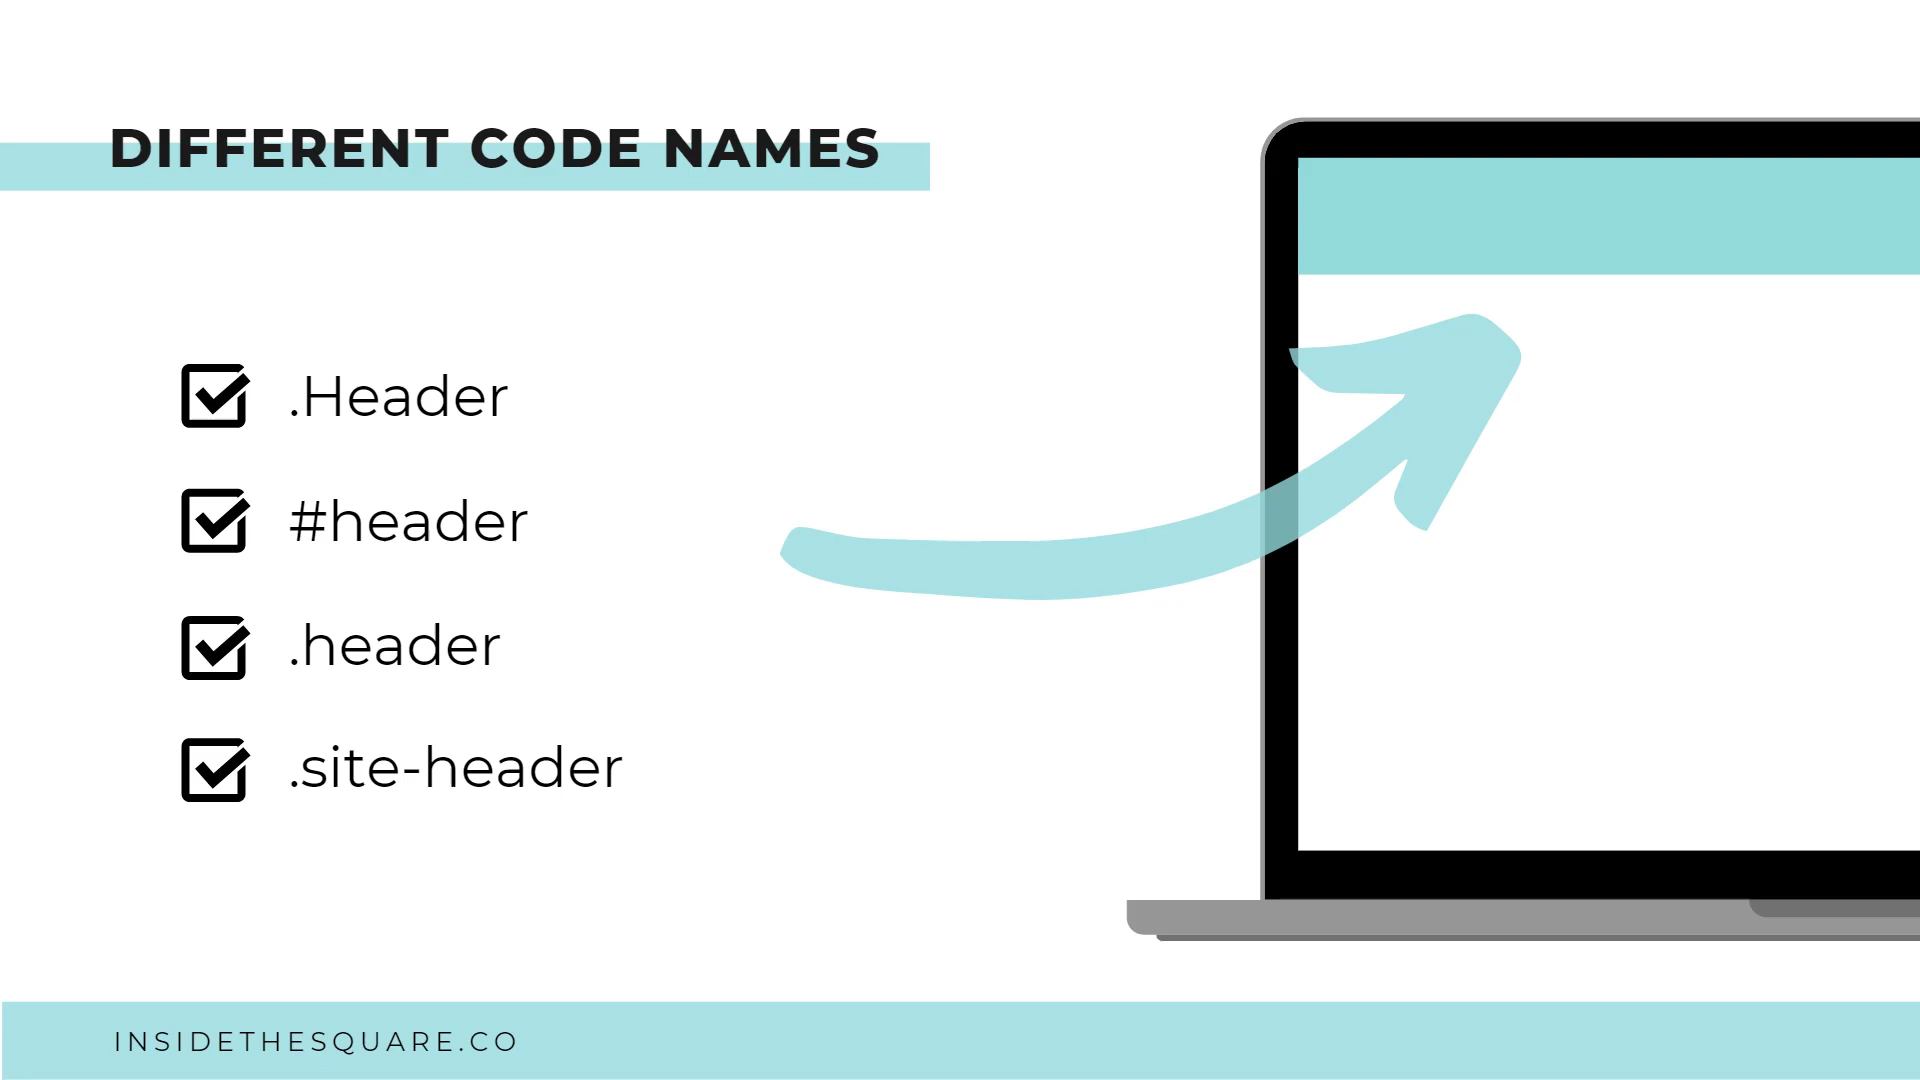 DIFFERENT CODE NAMES
.Header
#header
.header
.site-header
INSIDETHESQUARE.CO